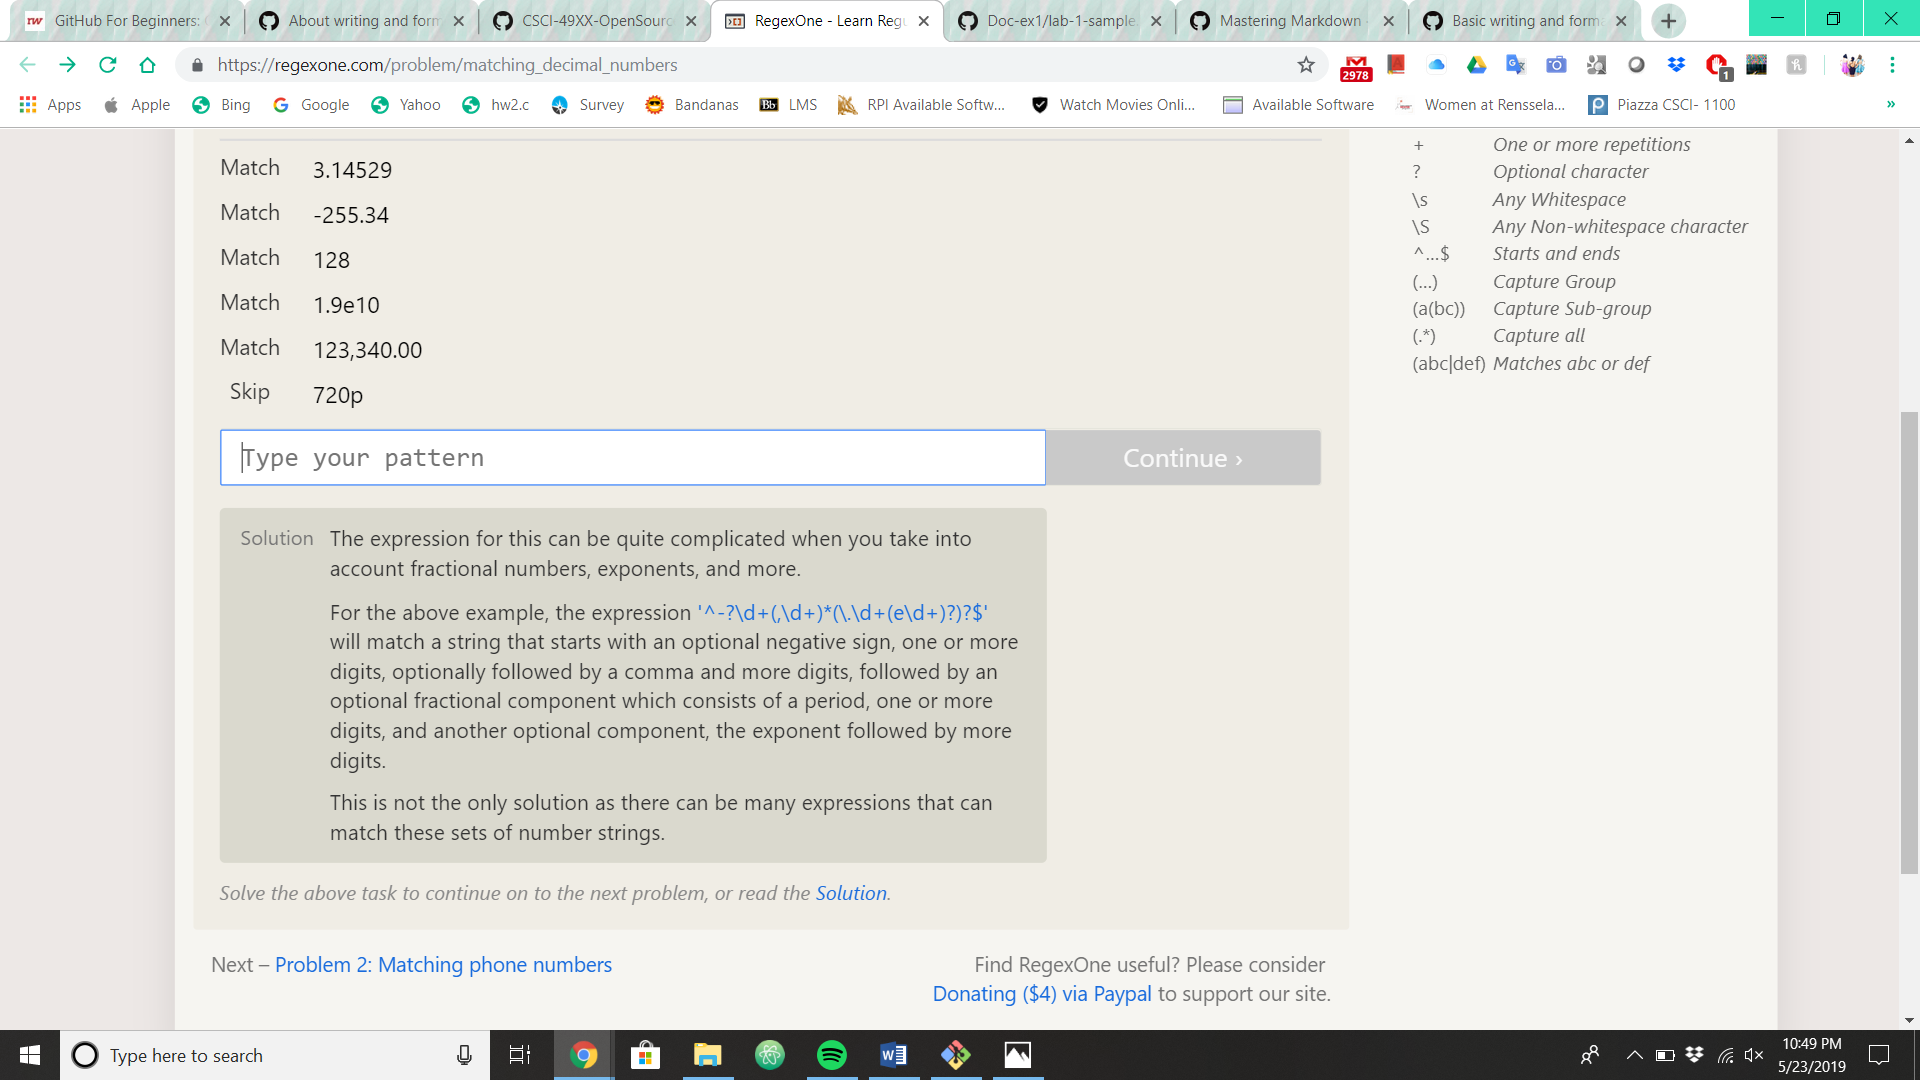 GitHub For Beginners:
About writing and form
CSCI-49XX-OpenSourc
RegexOne - Learn Regu
Doc-ex1/lab-1-sample.
Mastering Markdown
Basic writing and forma
https://regexone.com/problem/matching_decimal_numbers
2978
1
Apps
Apple
Bing
Google
Yahoo
hw2.c
Survey
Bandanas
Bb LMS
RPI Available Softw...
Watch Movies Onli...
Available Software
Women at Rensselа...
Piazza CSCI- 1100
»
Match 3.14529
Match -255.34
Match 128
Match 1.9e10
Match 123,340.00
Skip 720p
Type your pattern
Continue ›
Solution The expression for this can be quite complicated when you take into
account fractional numbers, exponents, and more.
For the above example, the expression '^-?\d+(,\d+)*(\.\d+(e\d+)?)?$'
will match a string that starts with an optional negative sign, one or more
digits, optionally followed by a comma and more digits, followed by an
optional fractional component which consists of a period, one or more
digits, and another optional component, the exponent followed by more
digits.
This is not the only solution as there can be many expressions that can
match these sets of number strings.
Solve the above task to continue on to the next problem, or read the Solution.
Next – Problem 2: Matching phone numbers
Find RegexOne useful? Please consider
Donating ($4) via Paypal to support our site.
+ One or more repetitions
? Optional character
\s Any Whitespace
\S Any Non-whitespace character
^...$ Starts and ends
(...) Capture Group
(a(bc)) Capture Sub-group
(.*) Capture all
(abc|def) Matches abc or def
Type here to search
10:49 PM
5/23/2019